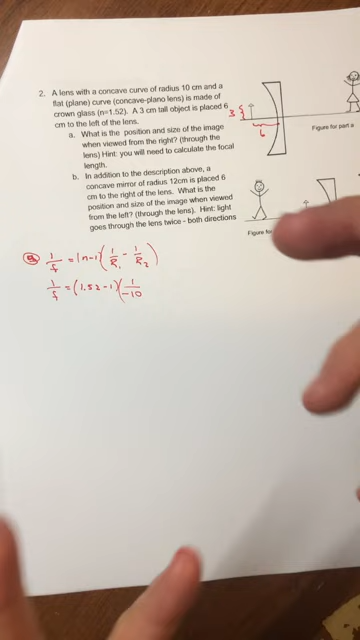 2. A lens with a concave curve of radius 10 cm and a
flat (plane) curve (concave-plano lens) is made of
crown glass (n=1.52). A 3 cm tall object is placed 6
cm to the left of the lens.
a. What is the position and size of the image
when viewed from the right? (through the
lens) Hint: you will need to calculate the focal
length.
b. In addition to the description above, a
concave mirror of radius 12cm is placed 6
cm to the right of the lens. What is the
position and size of the image when viewed
from the left? (through the lens). Hint: light
goes through the lens twice - both directions
3
6
Figure for part a
Figure for
1/f = (n-1)(1/R1 - 1/R2)
1/f = (1.52-1)(1/-10